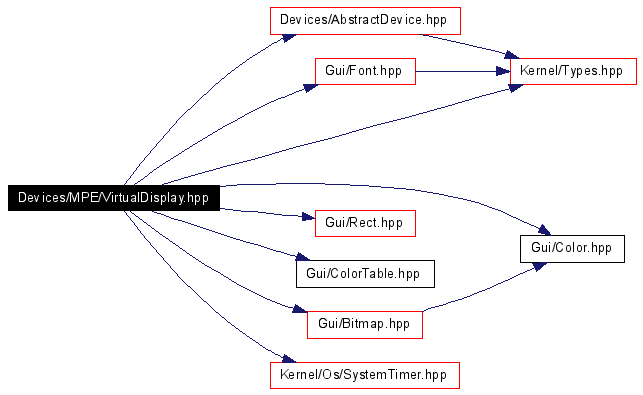 Devices/AbstractDevice.hpp
Gui/Font.hpp
Kernel/Types.hpp
Devices/MPE/VirtualDisplay.hpp
Gui/Rect.hpp
Gui/Color.hpp
Gui/ColorTable.hpp
Gui/Bitmap.hpp
Kernel/Os/SystemTimer.hpp